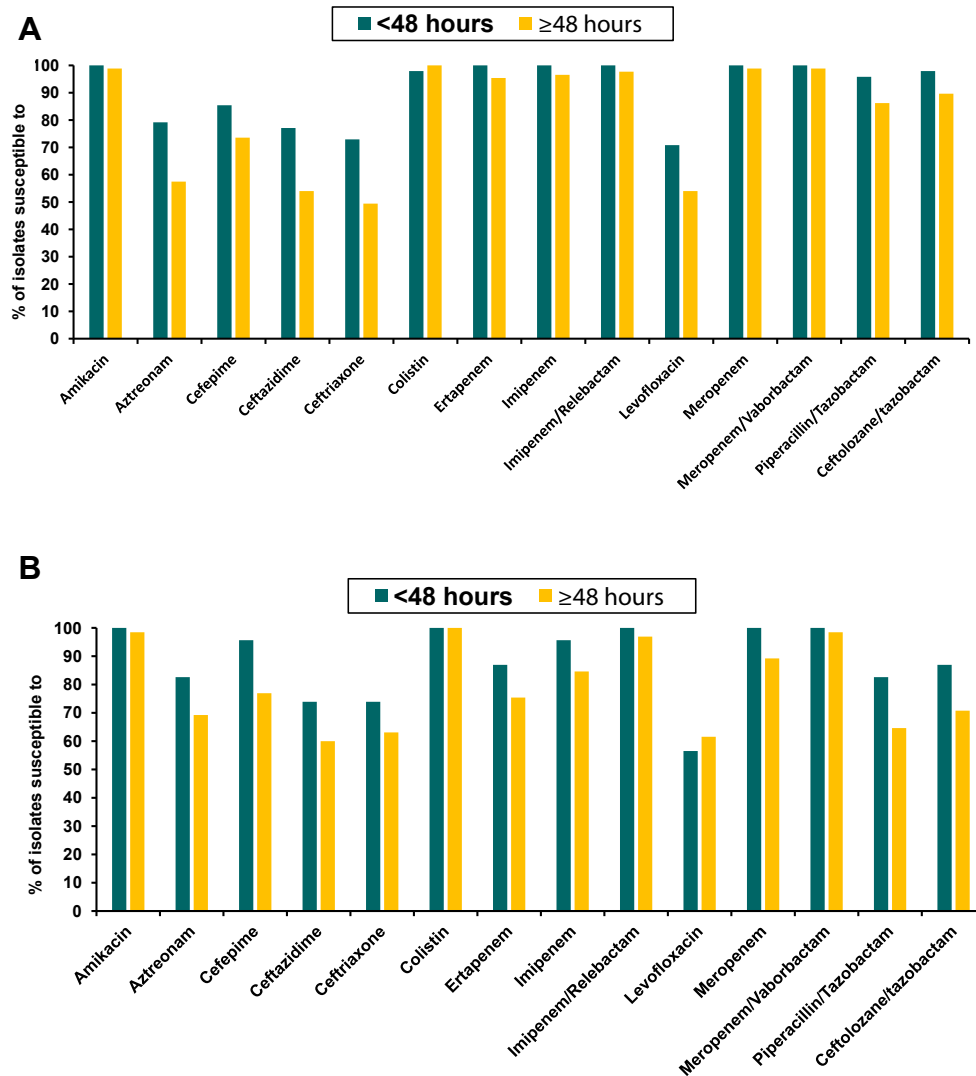 A
<48 hours ≥48 hours
% of isolates susceptible to
100
90
80
70
60
50
40
30
20
10
0
Amikacin
Aztreonam
Cefepime
Ceftazidime
Ceftriaxone
Colistin
Ertapenem
Imipenem
Imipenem/Relebactam
Levofloxacin
Meropenem
Meropenem/Vaborbactam
Piperacillin/Tazobactam
Ceftolozane/tazobactam
B
<48 hours ≥48 hours
% of isolates susceptible to
100
90
80
70
60
50
40
30
20
10
0
Amikacin
Aztreonam
Cefepime
Ceftazidime
Ceftriaxone
Colistin
Ertapenem
Imipenem
Imipenem/Relebactam
Levofloxacin
Meropenem
Meropenem/Vaborbactam
Piperacillin/Tazobactam
Ceftolozane/tazobactam